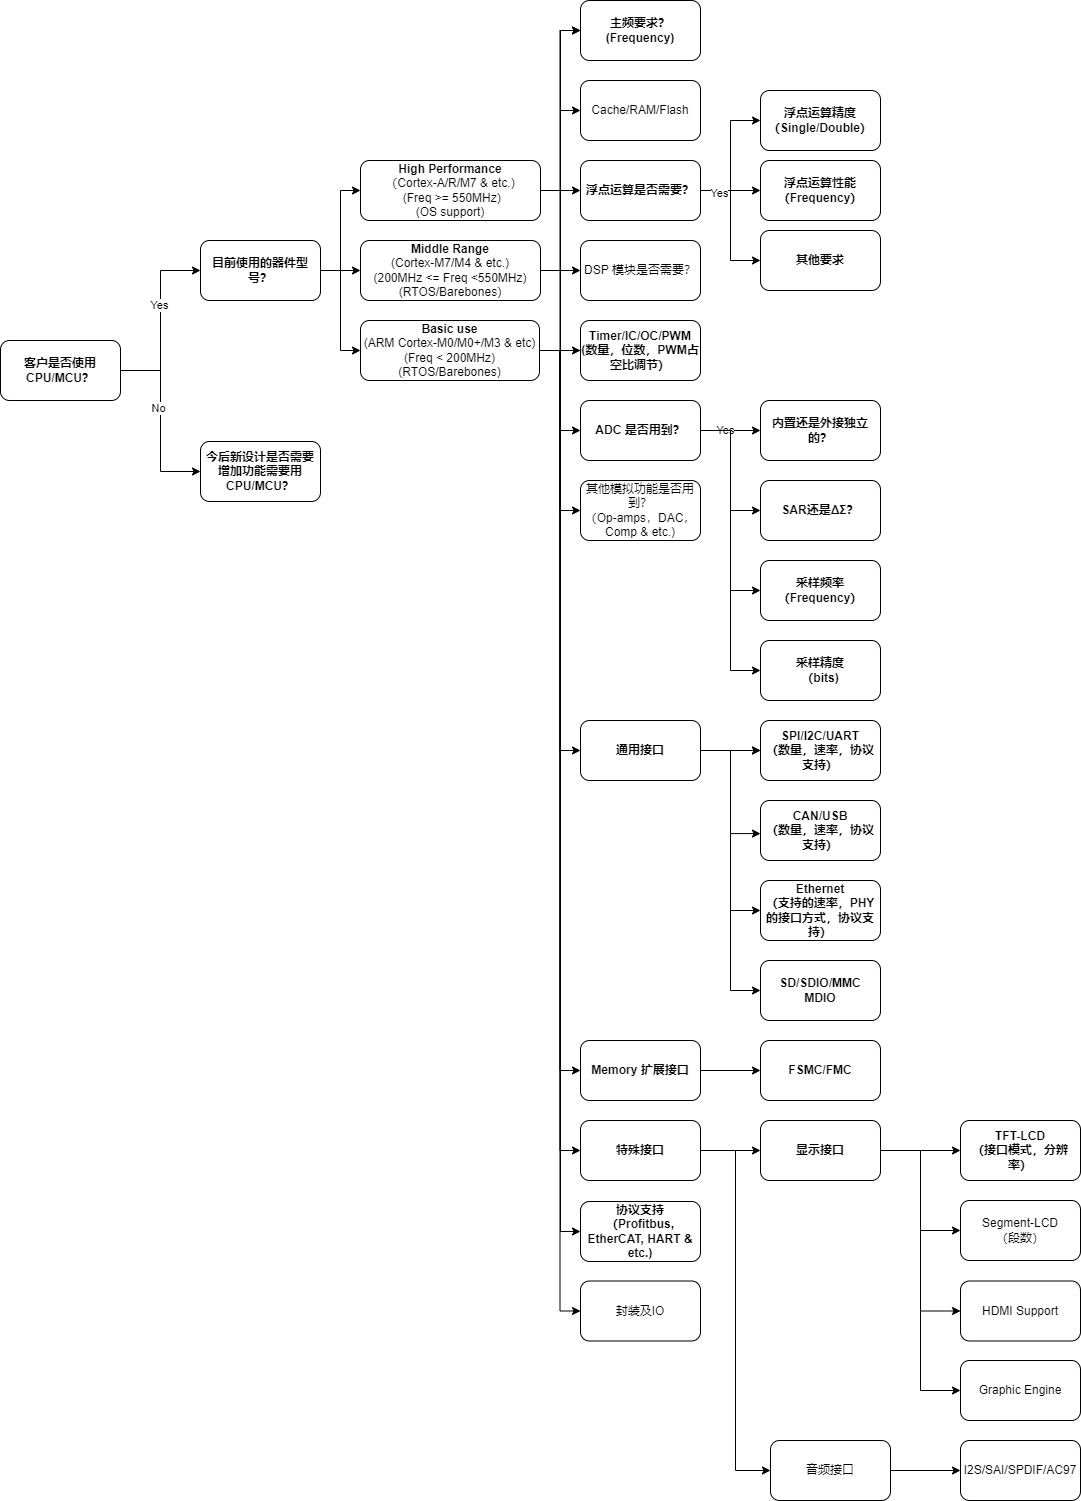 主频要求?
(Frequency)
Cache/RAM/Flash
浮点运算精度
(Single/Double)
High Performance
(Cortex-A/R/M7 & etc.)
(Freq >= 550MHz)
(OS support)
浮点运算是否需要?
Yes
浮点运算性能
(Frequency)
其他要求
目前使用的器件型
号?
Middle Range
(Cortex-M7/M4 & etc.)
(200MHz <= Freq <550MHz)
(RTOS/Barebones)
DSP 模块是否需要?
Yes
Basic use
(ARM Cortex-M0/M0+/M3 & etc)
(Freq < 200MHz)
(RTOS/Barebones)
Timer/IC/OC/PWM
(数量，位数，PWM占
空比调节)
客户是否使用
CPU/MCU?
No
今后新设计是否需要
增加功能需要用
CPU/MCU?
ADC 是否用到?
Yes
内置还是外接独立
的?
其他模拟功能是否用
到?
(Op-amps，DAC，
Comp & etc.)
SAR还是ΔΣ?
采样频率
(Frequency)
采样精度
(bits)
通用接口
SPI/I2C/UART
(数量，速率，协议
支持)
CAN/USB
(数量，速率，协议
支持)
Ethernet
(支持的速率，PHY
的接口方式，协议支
持)
SD/SDIO/MMC
MDIO
Memory 扩展接口
FSMC/FMC
特殊接口
显示接口
TFT-LCD
(接口模式，分辨
率)
协议支持
(Profitbus,
EtherCAT, HART &
etc.)
Segment-LCD
(段数)
封装及IO
HDMI Support
Graphic Engine
音频接口
I2S/SAI/SPDIF/AC97